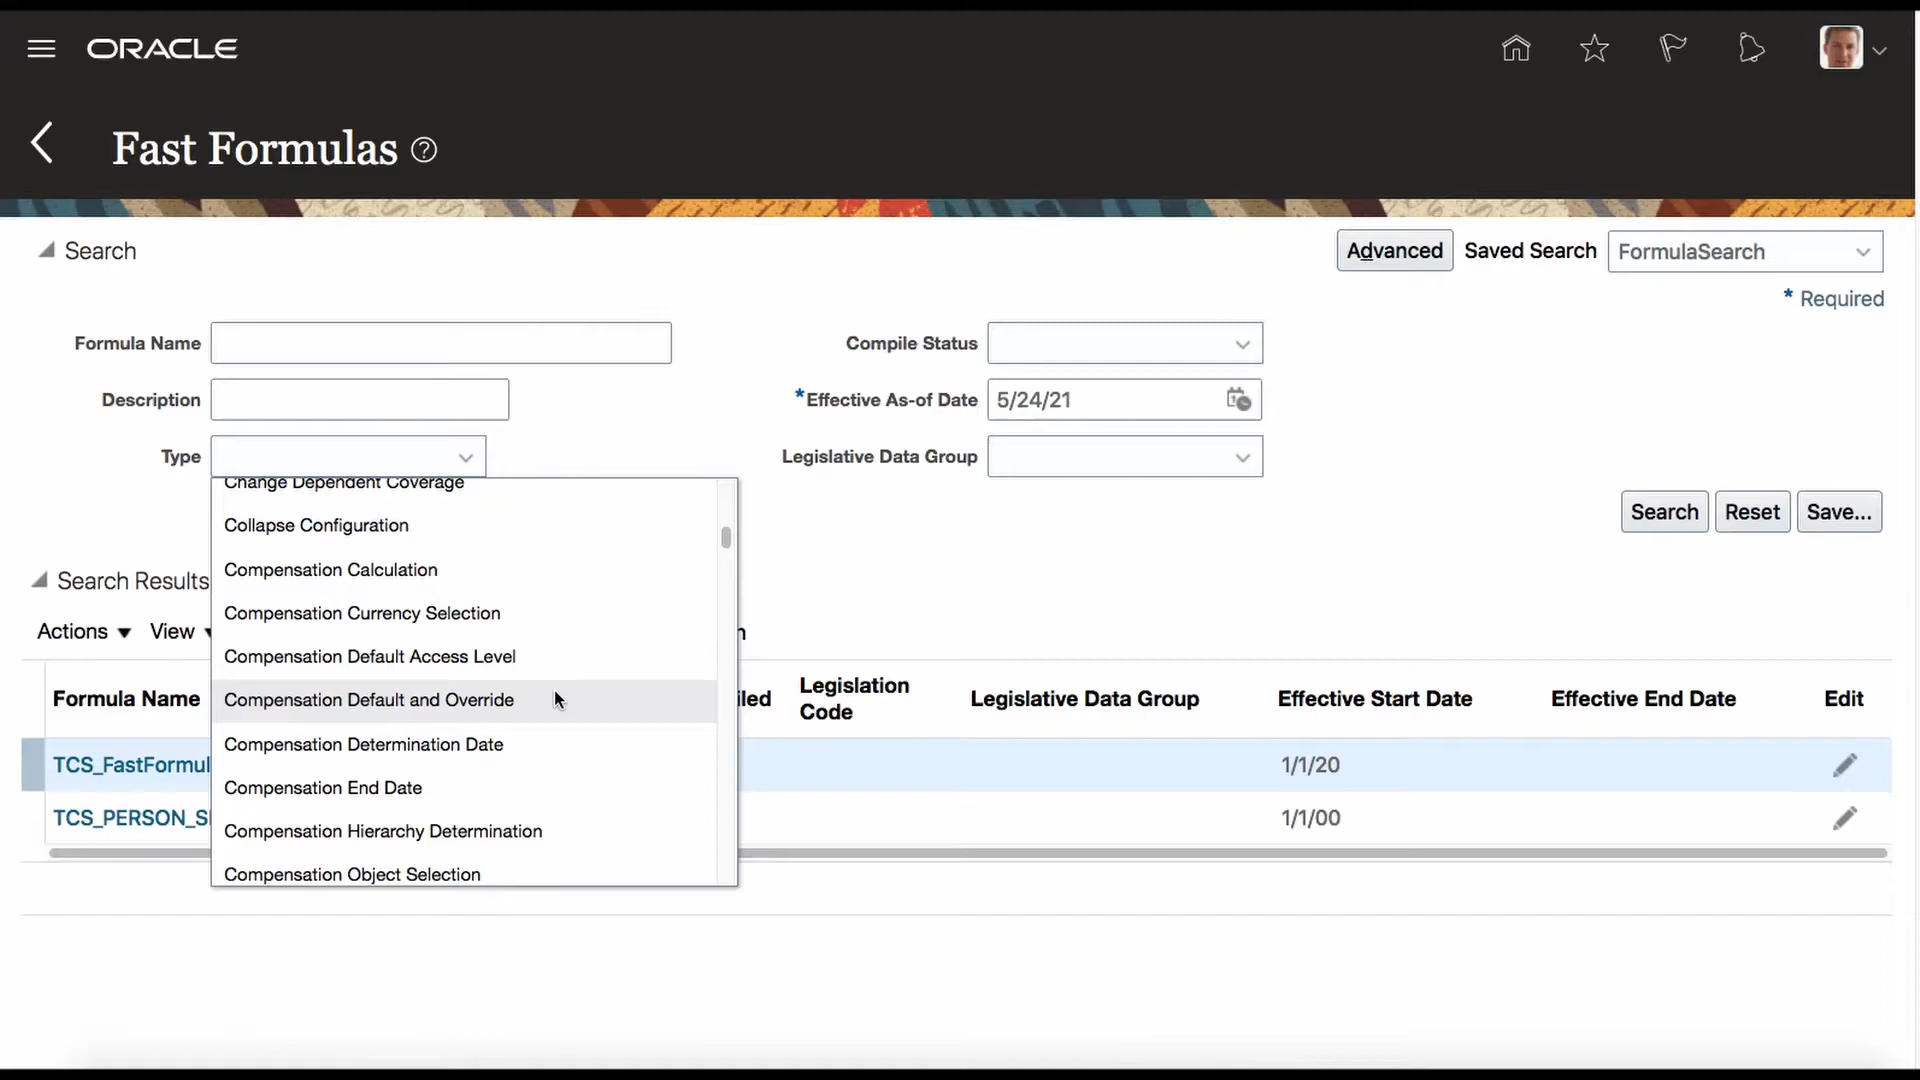 ORACLE
Fast Formulas ?
Search
Advanced Saved Search FormulaSearch
* Required
Formula Name
Compile Status
Description
*Effective As-of Date 5/24/21
Type
Legislative Data Group
Change Dependent Coverage
Collapse Configuration
Compensation Calculation
Compensation Currency Selection
Compensation Default Access Level
Compensation Default and Override
Compensation Determination Date
Compensation End Date
Compensation Hierarchy Determination
Compensation Object Selection
Search Reset Save...
Search Results
Actions View
Formula Name
Legislation
Code
Legislative Data Group Effective Start Date Effective End Date Edit
TCS_FastFormul 1/1/20
TCS_PERSON_S 1/1/00